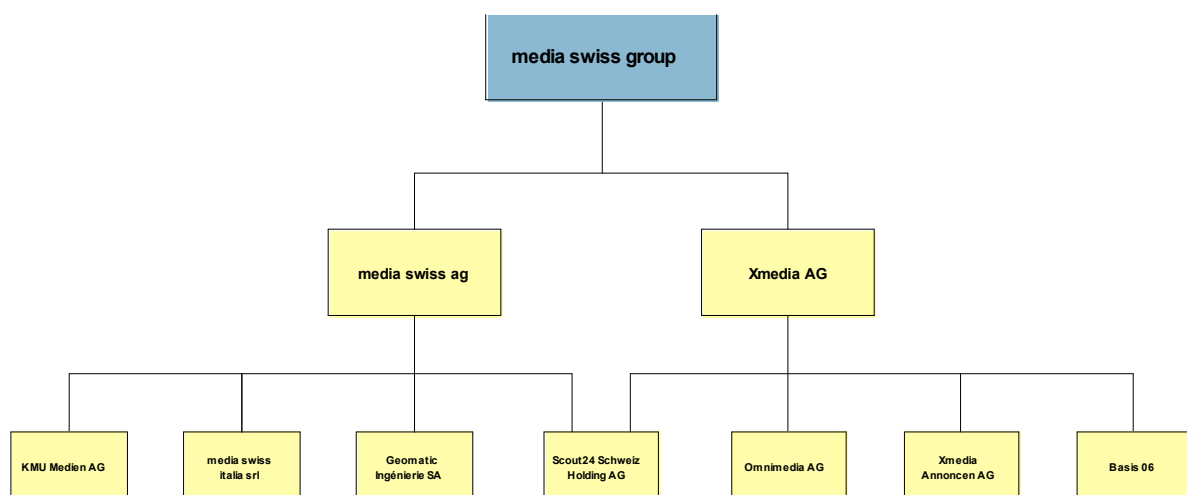 media swiss group
media swiss ag
Xmedia AG
KMU Medien AG
media swiss
italia srl
Geomatic
Ingénierie SA
Scout24 Schweiz
Holding AG
Omnimedia AG
Xmedia
Annoncen AG
Basis 06